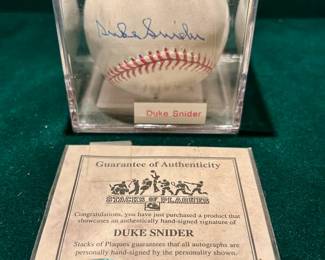 Duke Snider
Duke Snider
Guarantee of Authenticity
STACKS OF PLAQUES
Congratulations, you have just purchased a product that
showcases an authentically hand-signed signature of
DUKE SNIDER
Stacks of Plaques guarantees that all autographs are
personally hand-signed by the personality shown.